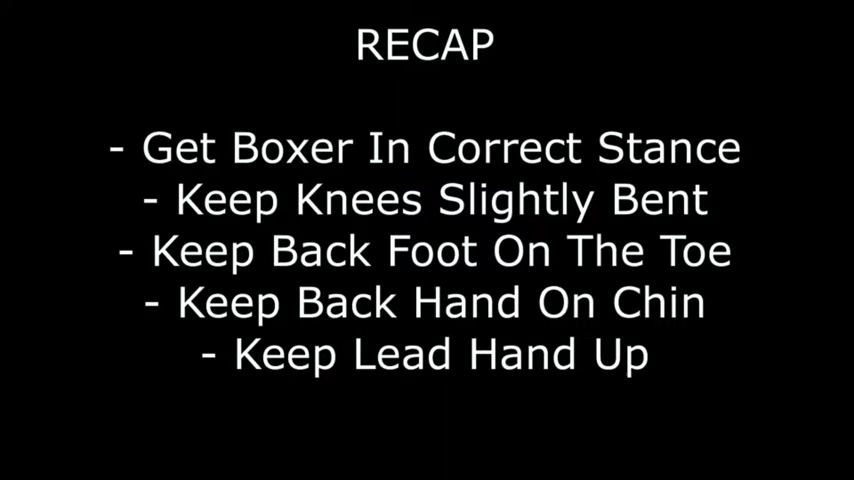 RECAP
- Get Boxer In Correct Stance
- Keep Knees Slightly Bent
- Keep Back Foot On The Toe
- Keep Back Hand On Chin
- Keep Lead Hand Up